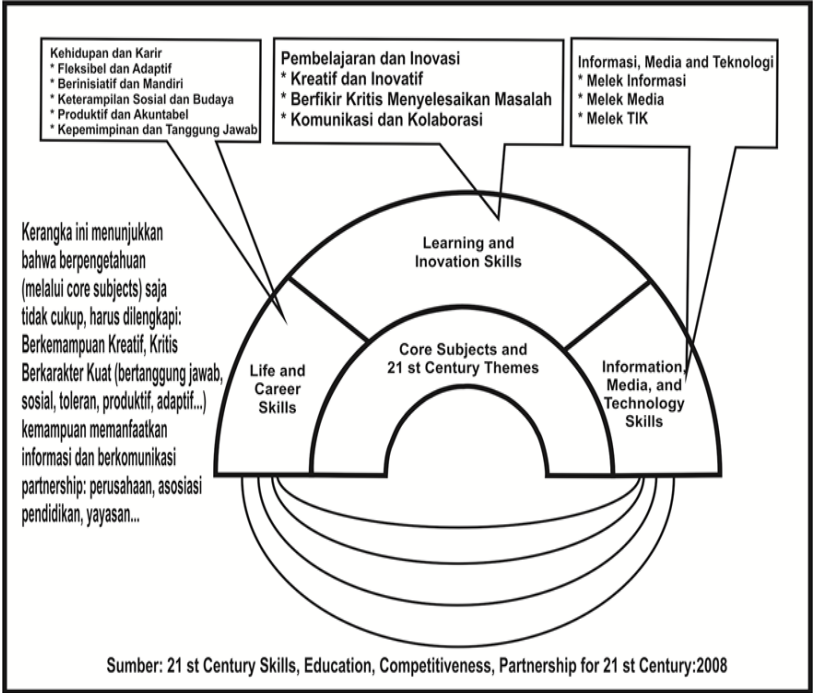 Kehidupan dan Karir
* Fleksibel dan Adaptif
* Berinisiatif dan Mandiri
* Keterampilan Sosial dan Budaya
* Produktif dan Akuntabel
* Kepemimpinan dan Tanggung Jawab
Pembelajaran dan Inovasi
* Kreatif dan Inovatif
* Berfikir Kritis Menyelesaikan Masalah
* Komunikasi dan Kolaborasi
Informasi, Media and Teknologi
* Melek Informasi
* Melek Media
* Melek TIK
Kerangka ini menunjukkan
bahwa berpengetahuan
(melalui core subjects) saja
tidak cukup, harus dilengkapi:
Berkemampuan Kreatif, Kritis
Berkarakter Kuat (bertanggung jawab,
sosial, toleran, produktif, adaptif...)
kemampuan memanfaatkan
informasi dan berkomunikasi
partnership: perusahaan, asosiasi
pendidikan, yayasan...
Learning and
Inovation Skills
Core Subjects and
21 st Century Themes
Life and
Career
Skills
Information,
Media, and
Technology
Skills
Sumber: 21 st Century Skills, Education, Competitiveness, Partnership for 21 st Century:2008